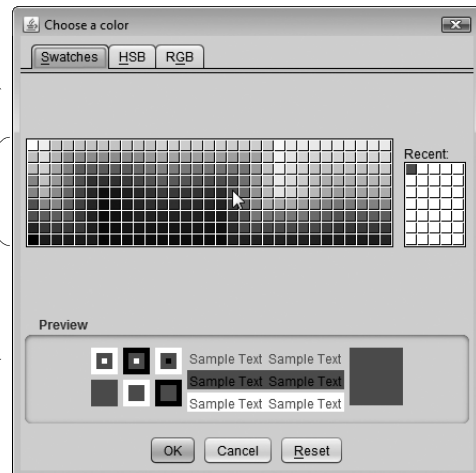 Choose a color
Swatches HSB RGB
Recent:
Preview
Sample Text Sample Text
Sample Text Sample Text
Sample Text Sample Text
OK Cancel Reset